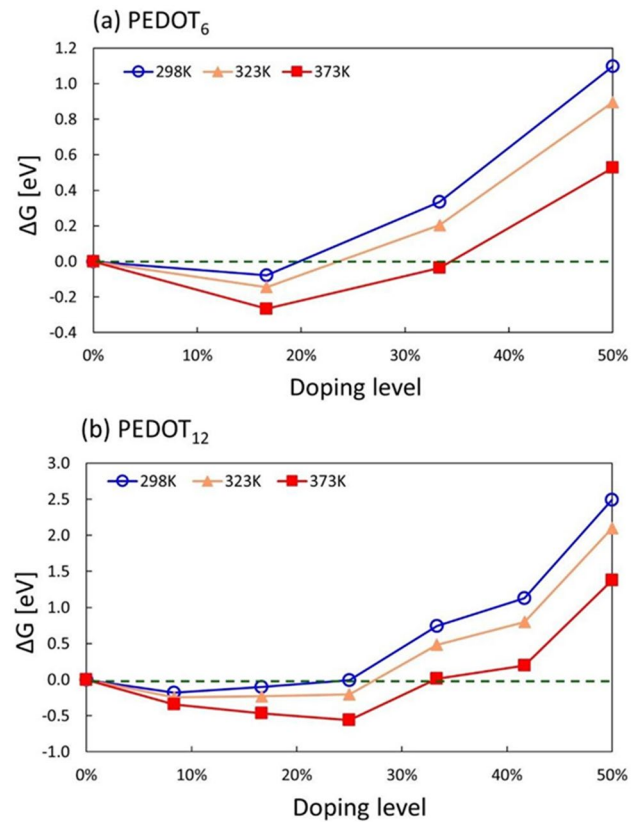 (a) PEDOT6
1.2
298K 323K 373K
1.0
0.8
0.6
0.4
0.2
0.0
-0.2
-0.4
ΔG [eV]
0% 10% 20% 30% 40% 50%
Doping level
(b) PEDOT12
3.0
298K 323K 373K
2.5
2.0
1.5
1.0
0.5
0.0
-0.5
-1.0
ΔG [eV]
0% 10% 20% 30% 40% 50%
Doping level